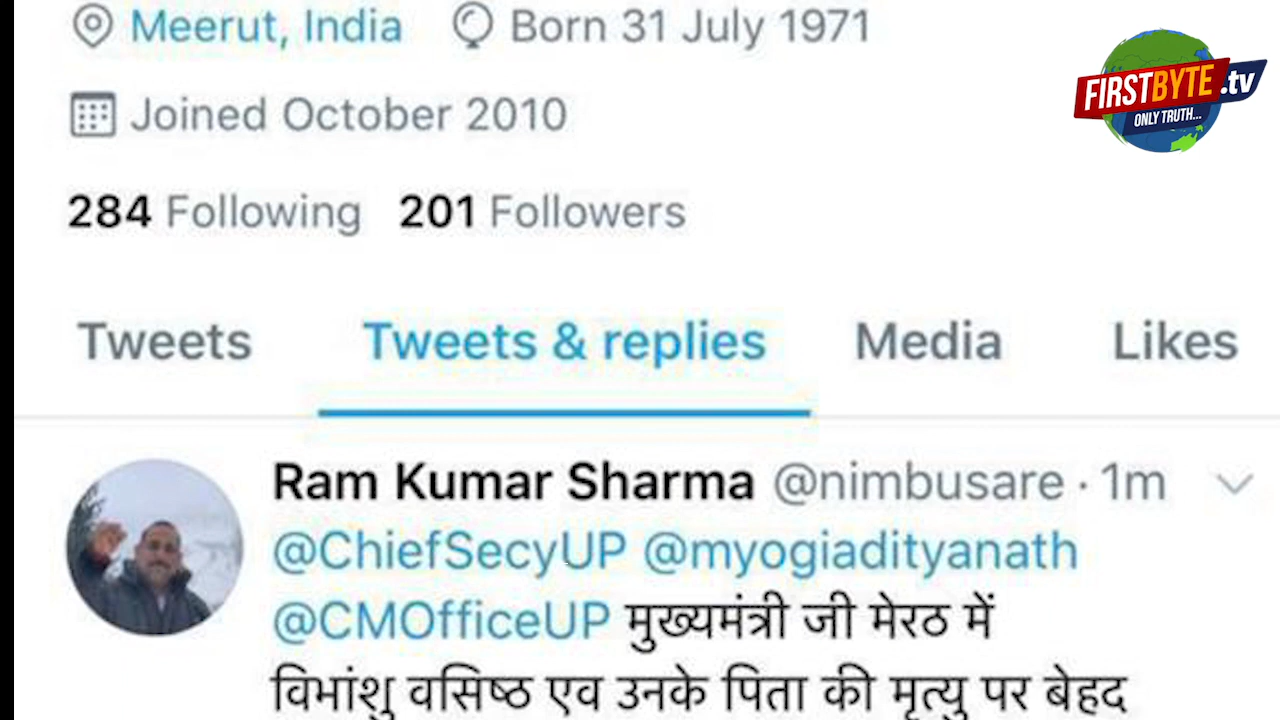 Meerut, India Born 31 July 1971
FIRSTBYTE.tv
ONLY TRUTH...
Joined October 2010
284 Following 201 Followers
Tweets Tweets & replies Media Likes
Ram Kumar Sharma @nimbusare · 1m
@ChiefSecyUP @myogiadityanath
@CMOfficeUP मुख्यमंत्री जी मेरठ में
विभांशु वसिष्ठ एव उनके पिता की मृत्यु पर बेहद